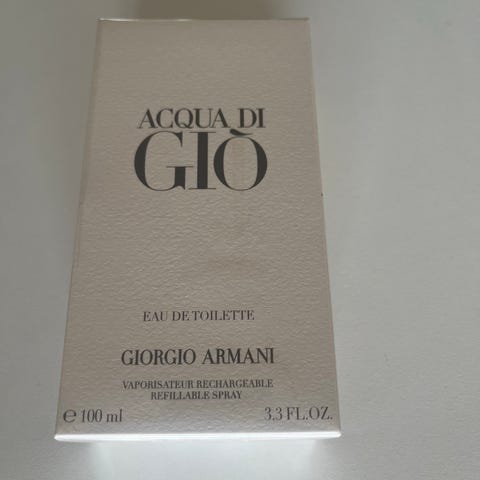 ACQUA DI
GIÒ
EAU DE TOILETTE
GIORGIO ARMANI
VAPORISATEUR RECHARGEABLE
REFILLABLE SPRAY
℮ 100 ml 3.3 FL.OZ.